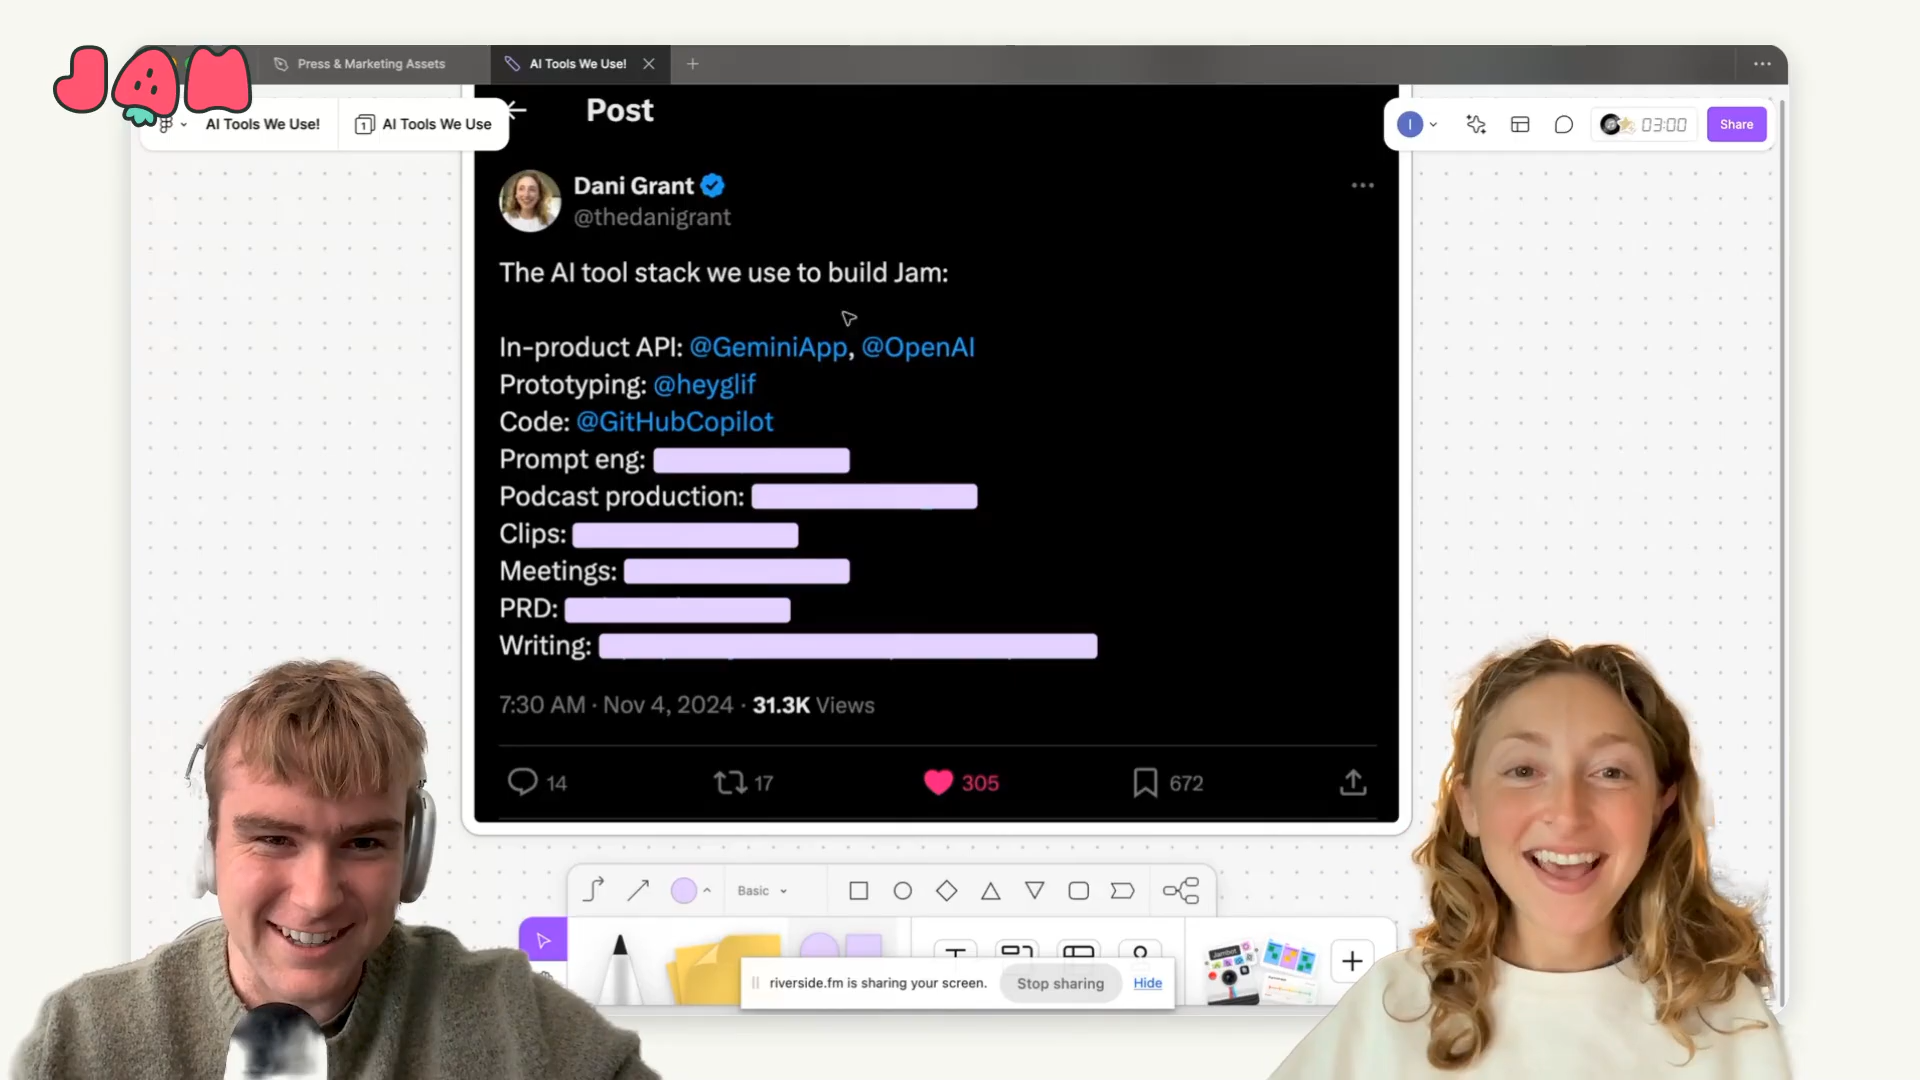 JAM
Press & Marketing Assets
AI Tools We Use!
AI Tools We Use!
1 AI Tools We Use
I
03:00
Share
Post
Dani Grant
@thedanigrant
The AI tool stack we use to build Jam:
In-product API: @GeminiApp, @OpenAI
Prototyping: @heyglif
Code: @GitHubCopilot
Prompt eng:
Podcast production:
Clips:
Meetings:
PRD:
Writing:
7:30 AM · Nov 4, 2024 · 31.3K Views
14
17
305
672
Basic
T
riverside.fm is sharing your screen.
Stop sharing
Hide